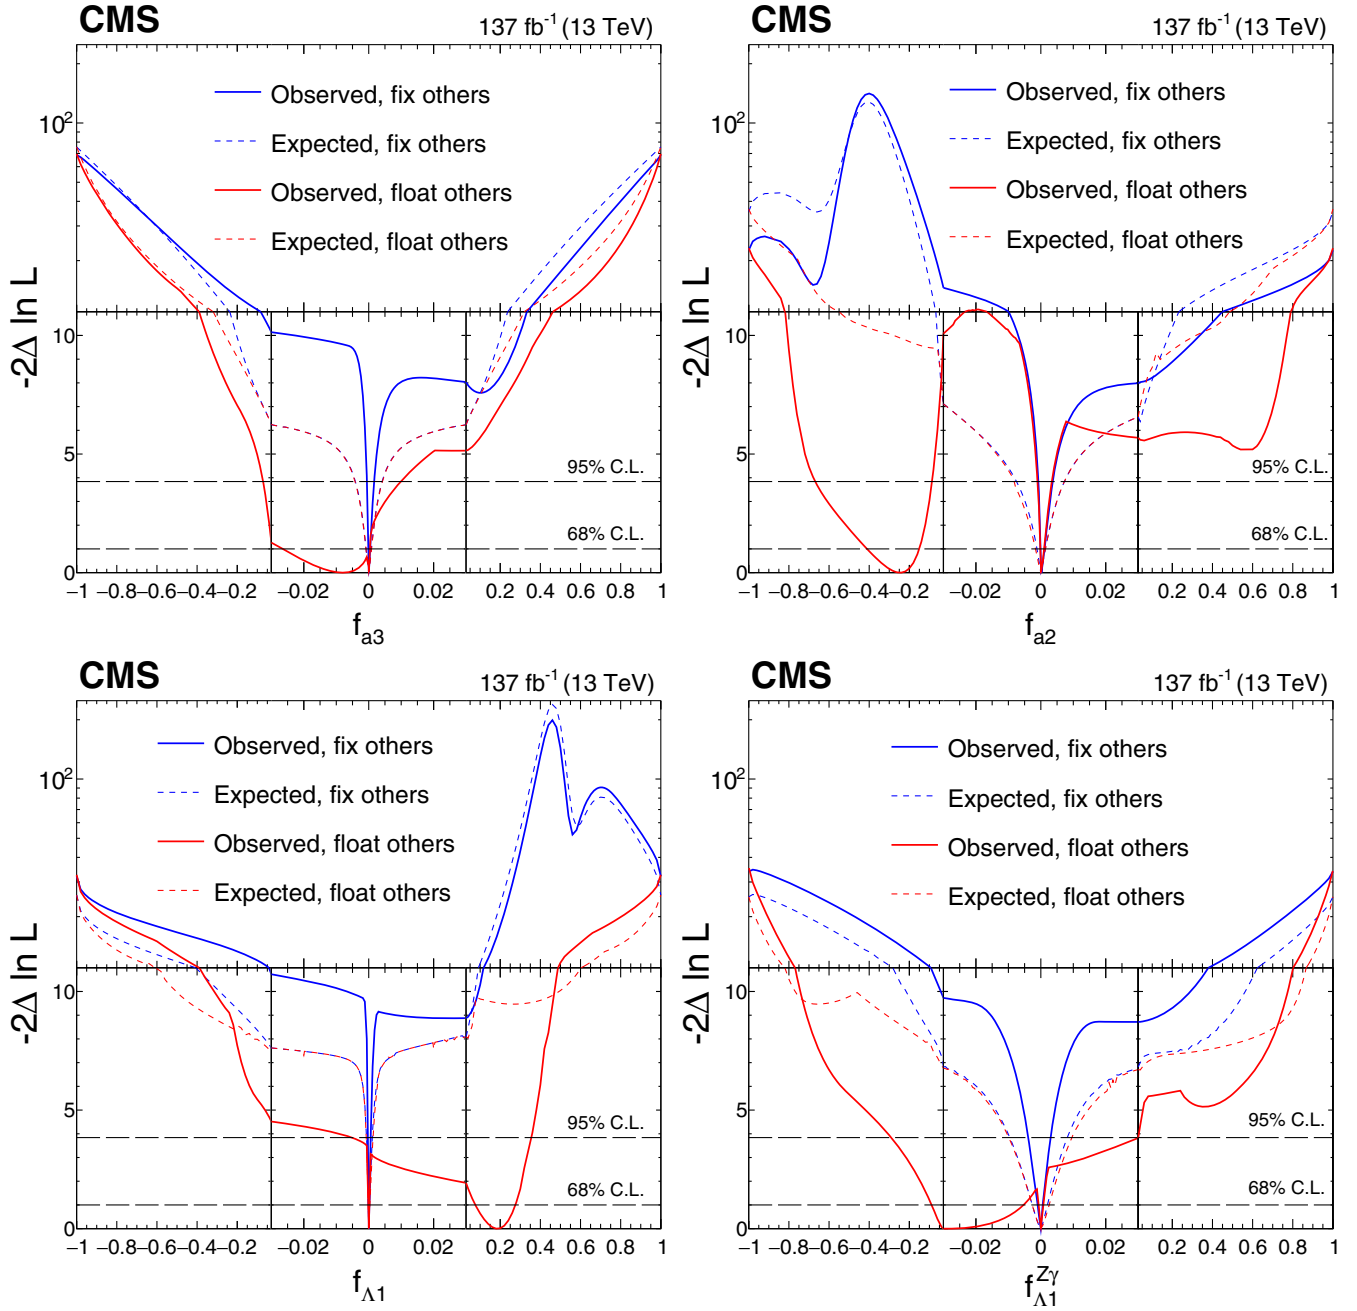 CMS 137 fb⁻¹ (13 TeV)
Observed, fix others
Expected, fix others
Observed, float others
Expected, float others
10²
10
5
0
-2Δ ln L
95% C.L.
68% C.L.
−1 −0.8 −0.6 −0.4 −0.2 −0.02 0 0.02 0.2 0.4 0.6 0.8 1
f_a3
CMS 137 fb⁻¹ (13 TeV)
Observed, fix others
Expected, fix others
Observed, float others
Expected, float others
10²
10
5
0
-2Δ ln L
95% C.L.
68% C.L.
−1 −0.8 −0.6 −0.4 −0.2 −0.02 0 0.02 0.2 0.4 0.6 0.8 1
f_a2
CMS 137 fb⁻¹ (13 TeV)
Observed, fix others
Expected, fix others
Observed, float others
Expected, float others
10²
10
5
0
-2Δ ln L
95% C.L.
68% C.L.
−1 −0.8 −0.6 −0.4 −0.2 −0.02 0 0.02 0.2 0.4 0.6 0.8 1
f_Λ1
CMS 137 fb⁻¹ (13 TeV)
Observed, fix others
Expected, fix others
Observed, float others
Expected, float others
10²
10
5
0
-2Δ ln L
95% C.L.
68% C.L.
−1 −0.8 −0.6 −0.4 −0.2 −0.02 0 0.02 0.2 0.4 0.6 0.8 1
f_Λ1^Zγ